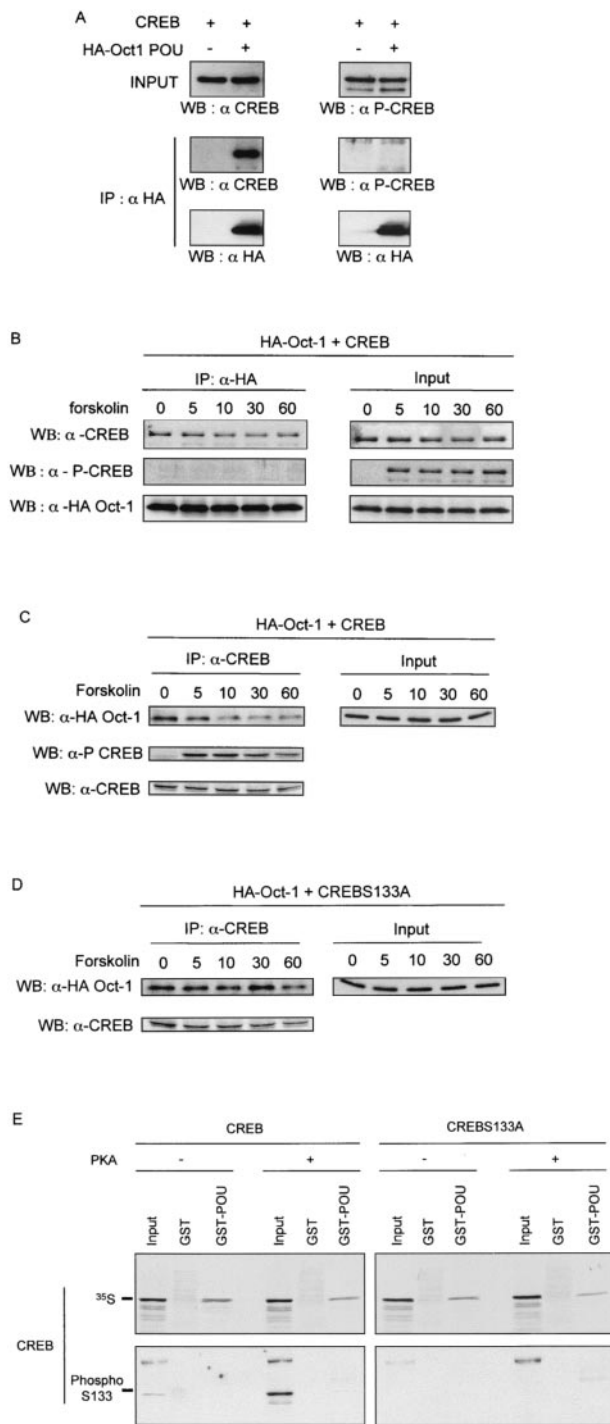 A
CREB + + + +
HA-Oct1 POU - + - +
INPUT
WB : α CREB WB : α P-CREB
IP : α HA
WB : α CREB WB : α P-CREB
WB : α HA WB : α HA
B
HA-Oct-1 + CREB
IP: α-HA Input
forskolin 0 5 10 30 60 0 5 10 30 60
WB: α -CREB
WB : α - P-CREB
WB : α -HA Oct-1
C
HA-Oct-1 + CREB
IP: α-CREB Input
Forskolin 0 5 10 30 60 0 5 10 30 60
WB: α-HA Oct-1
WB: α-P CREB
WB: α-CREB
D
HA-Oct-1 + CREBS133A
IP: α-CREB Input
Forskolin 0 5 10 30 60 0 5 10 30 60
WB: α-HA Oct-1
WB: α-CREB
E
CREB CREBS133A
PKA - + - +
Input GST GST-POU Input GST GST-POU Input GST GST-POU Input GST GST-POU
35S
CREB
Phospho
S133